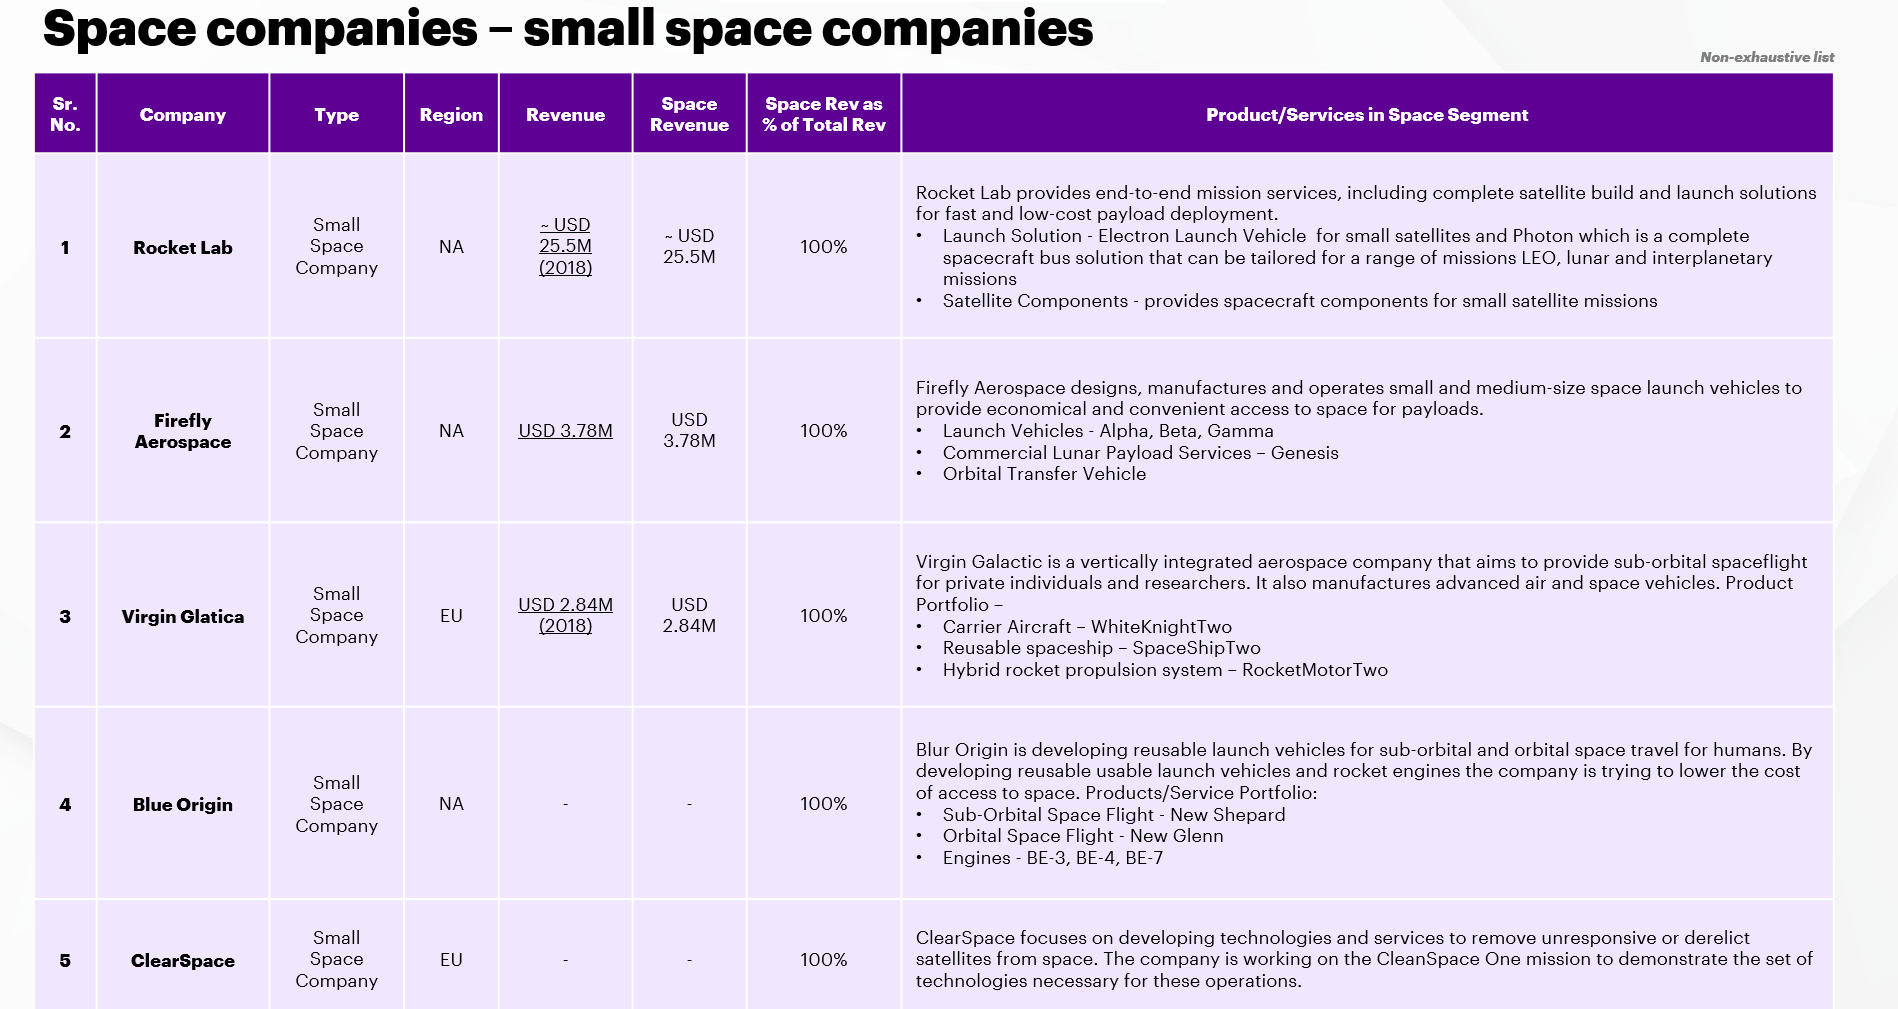 Space companies – small space companies
Non-exhaustive list
Sr.
No.
Company
Type
Region
Revenue
Space
Revenue
Space Rev as
% of Total Rev
Product/Services in Space Segment
1
Rocket Lab
Small
Space
Company
NA
~ USD
25.5M
(2018)
~ USD
25.5M
100%
Rocket Lab provides end-to-end mission services, including complete satellite build and launch solutions
for fast and low-cost payload deployment.
• Launch Solution - Electron Launch Vehicle  for small satellites and Photon which is a complete
spacecraft bus solution that can be tailored for a range of missions LEO, lunar and interplanetary
missions
• Satellite Components - provides spacecraft components for small satellite missions
2
Firefly
Aerospace
Small
Space
Company
NA
USD 3.78M
USD
3.78M
100%
Firefly Aerospace designs, manufactures and operates small and medium-size space launch vehicles to
provide economical and convenient access to space for payloads.
• Launch Vehicles - Alpha, Beta, Gamma
• Commercial Lunar Payload Services – Genesis
• Orbital Transfer Vehicle
3
Virgin Glatica
Small
Space
Company
EU
USD 2.84M
(2018)
USD
2.84M
100%
Virgin Galactic is a vertically integrated aerospace company that aims to provide sub-orbital spaceflight
for private individuals and researchers. It also manufactures advanced air and space vehicles. Product
Portfolio –
• Carrier Aircraft – WhiteKnightTwo
• Reusable spaceship – SpaceShipTwo
• Hybrid rocket propulsion system – RocketMotorTwo
4
Blue Origin
Small
Space
Company
NA
-
-
100%
Blur Origin is developing reusable launch vehicles for sub-orbital and orbital space travel for humans. By
developing reusable usable launch vehicles and rocket engines the company is trying to lower the cost
of access to space. Products/Service Portfolio:
• Sub-Orbital Space Flight - New Shepard
• Orbital Space Flight - New Glenn
• Engines - BE-3, BE-4, BE-7
5
ClearSpace
Small
Space
Company
EU
-
-
100%
ClearSpace focuses on developing technologies and services to remove unresponsive or derelict
satellites from space. The company is working on the CleanSpace One mission to demonstrate the set of
technologies necessary for these operations.